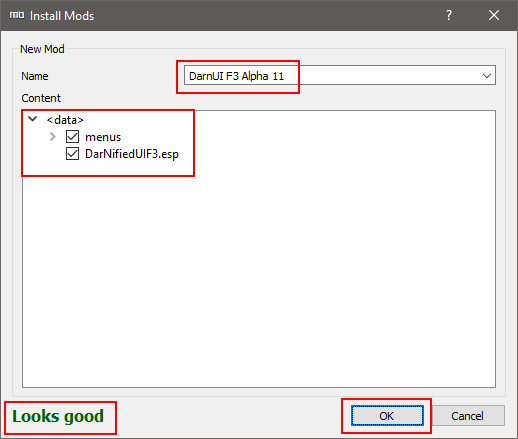 Install Mods
New Mod
Name
DarnUI F3 Alpha 11
Content
<data>
menus
DarNifiedUIF3.esp
Looks good
OK
Cancel